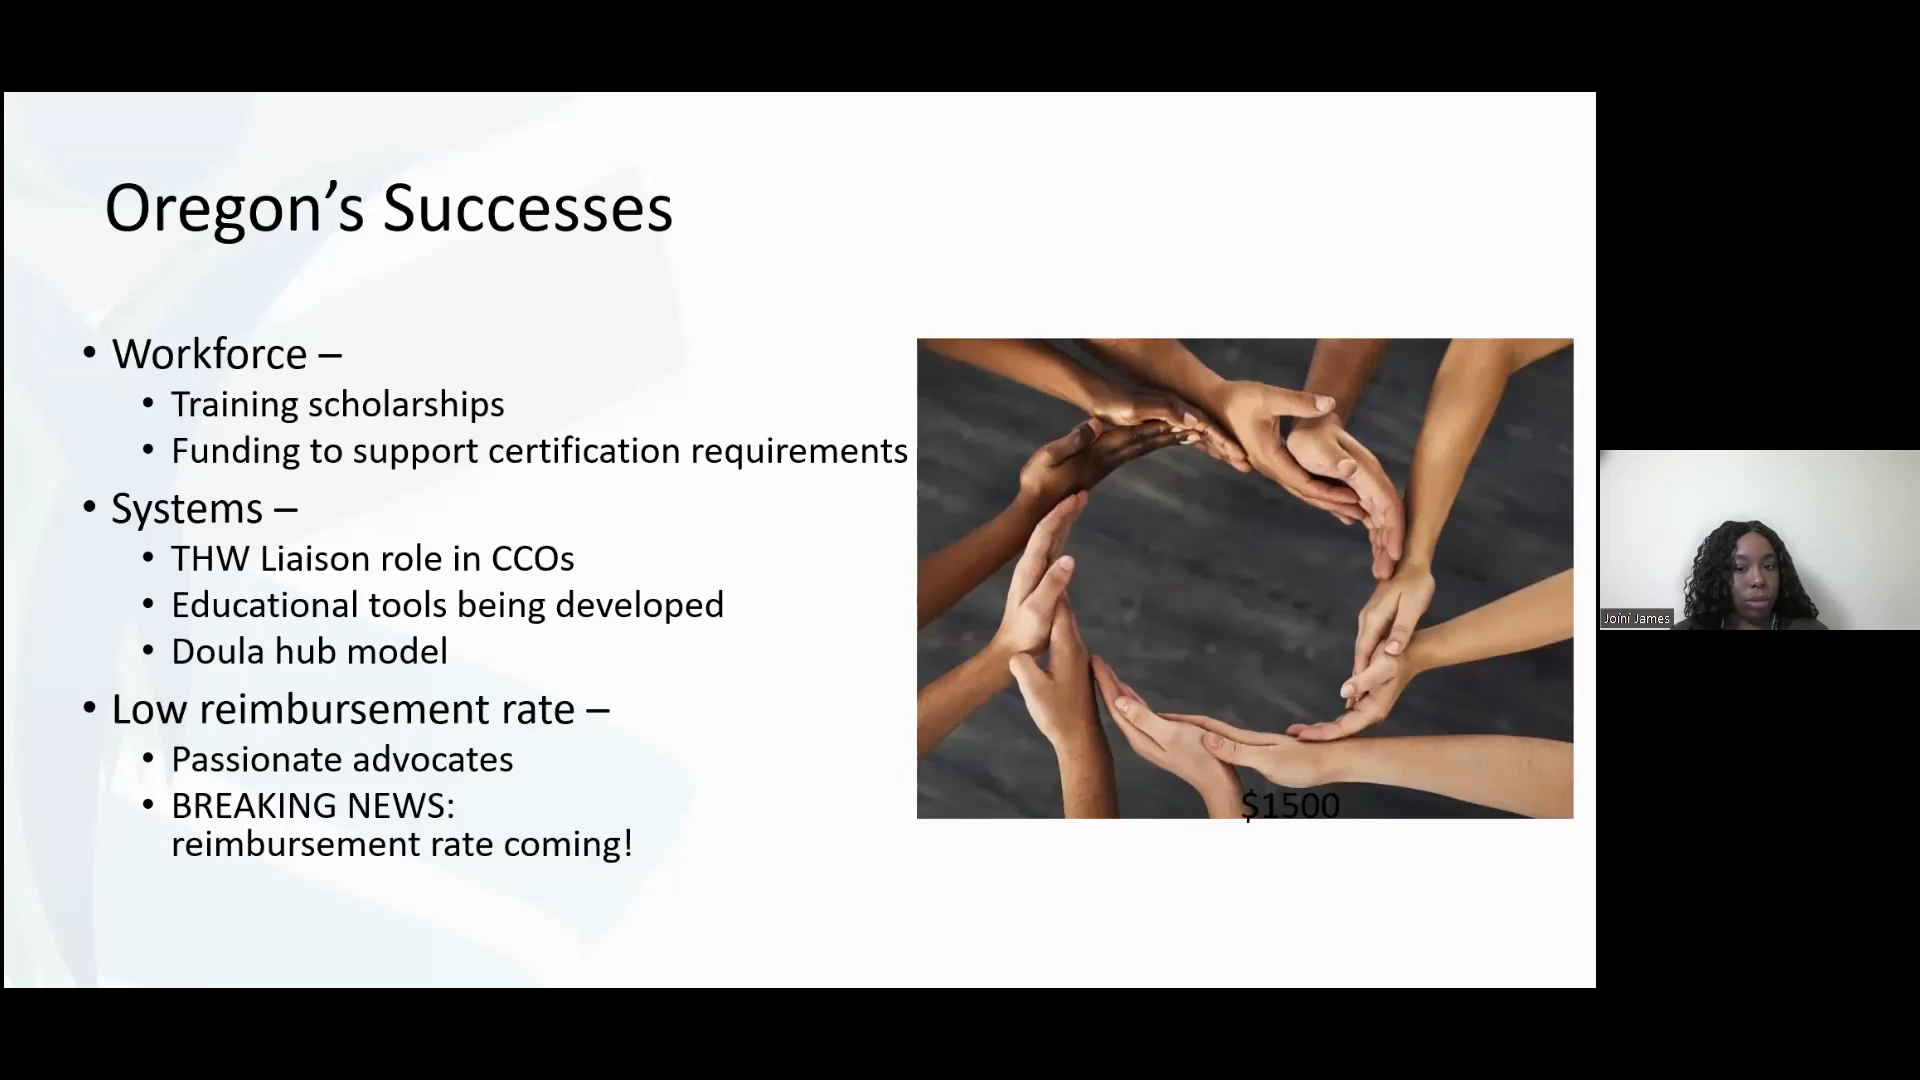 Oregon’s Successes
• Workforce –
• Training scholarships
• Funding to support certification requirements
• Systems –
• THW Liaison role in CCOs
• Educational tools being developed
• Doula hub model
• Low reimbursement rate –
• Passionate advocates
• BREAKING NEWS:
reimbursement rate coming!
$1500
Joini James